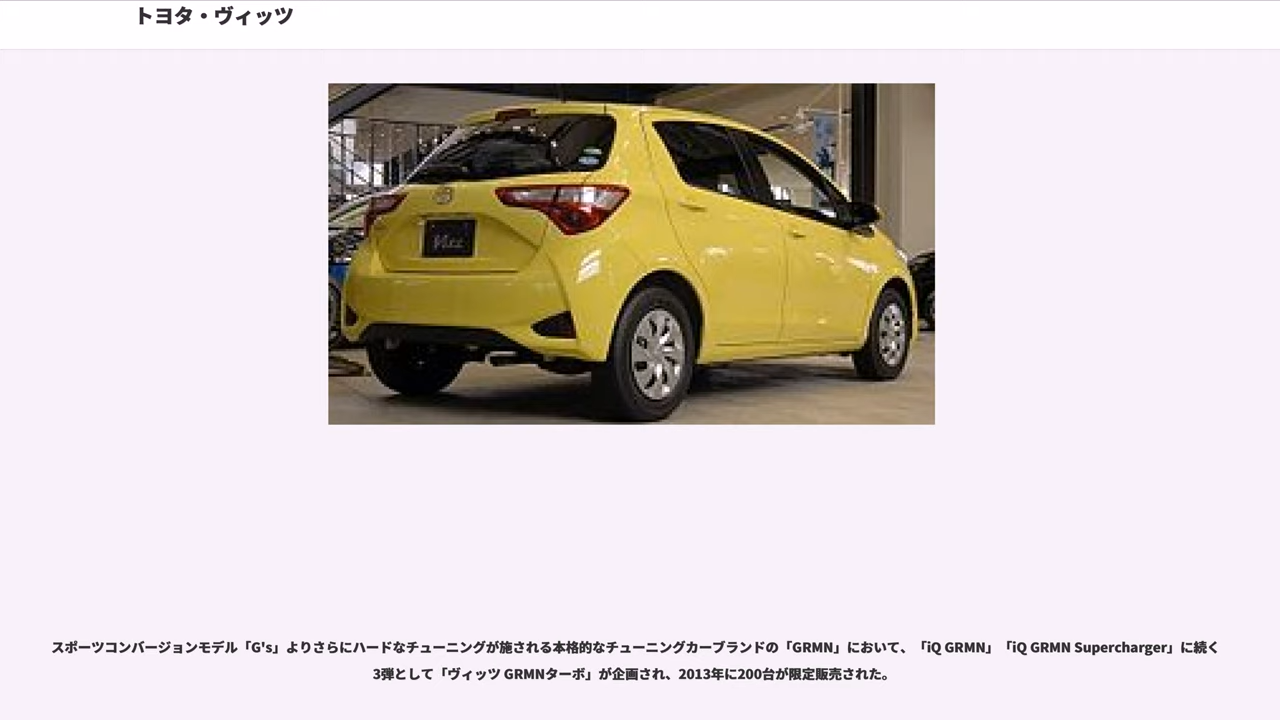 トヨタ・ヴィッツ
Vitz
スポーツコンバージョンモデル「G's」よりさらにハードなチューニングが施される本格的なチューニングカーブランドの「GRMN」において、「iQ GRMN」「iQ GRMN Supercharger」に続く
3弾として「ヴィッツ GRMNターボ」が企画され、2013年に200台が限定販売された。